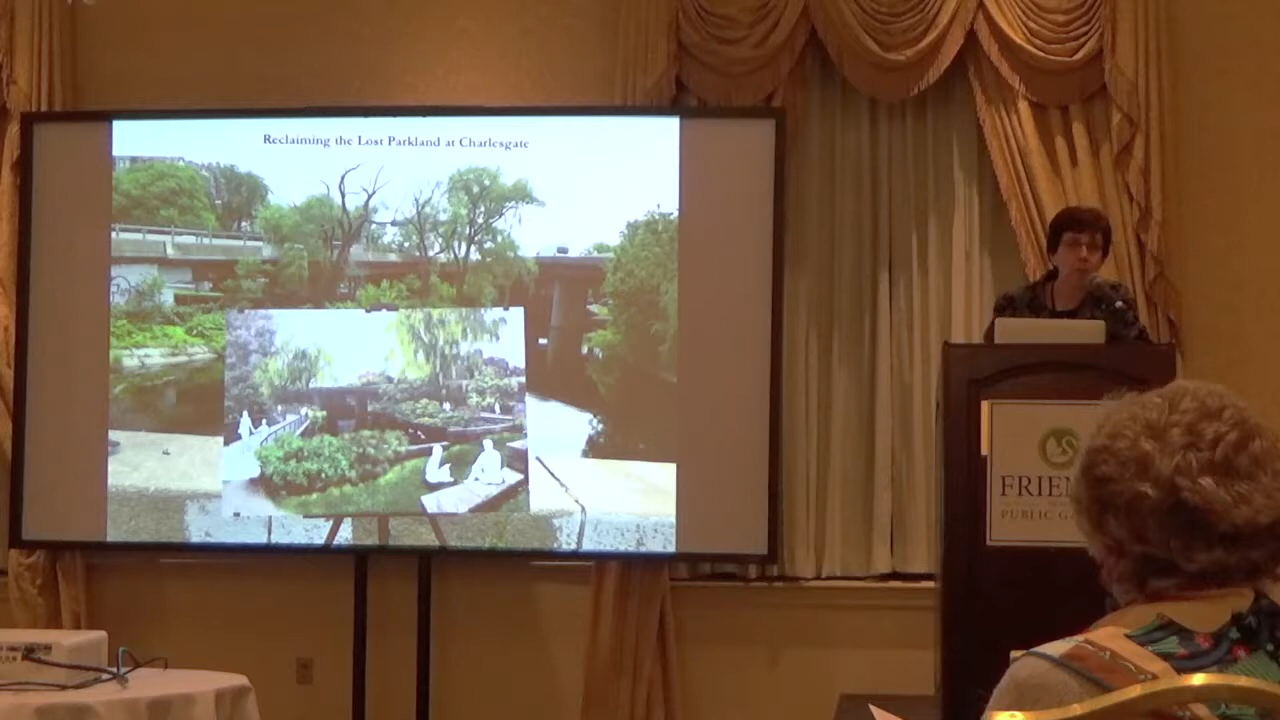 Reclaiming the Lost Parkland at Charlesgate
FRIEN
PUBLIC GA